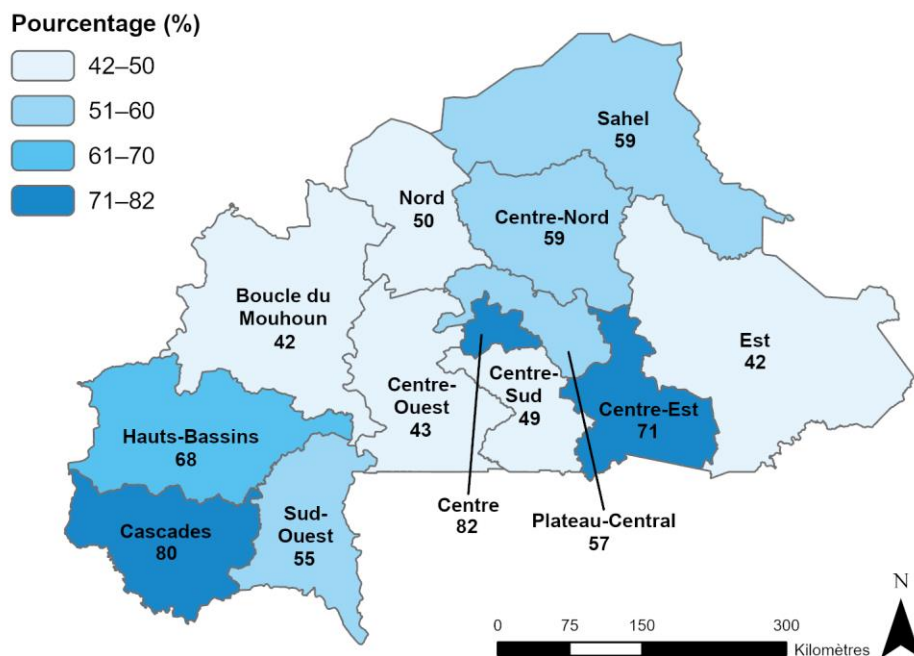 Pourcentage (%)
42–50
51–60
61–70
71–82
Sahel
59
Nord
50
Centre-Nord
59
Boucle du
Mouhoun
42
Est
42
Centre-
Ouest
43
Centre-
Sud
49
Centre-Est
71
Hauts-Bassins
68
Centre
82
Plateau-Central
57
Cascades
80
Sud-
Ouest
55
N
0 75 150 300
Kilomètres